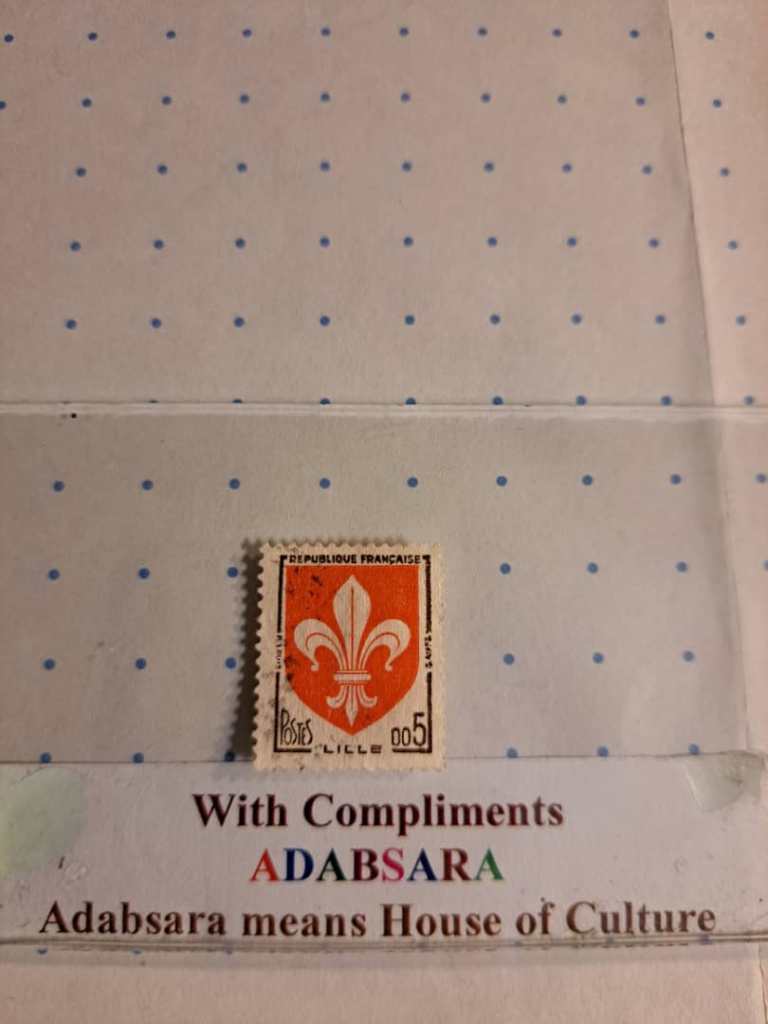 REPUBLIQUE FRANÇAISE
POSTES
005
LILLE
With Compliments
ADABSARA
Adabsara means House of Culture